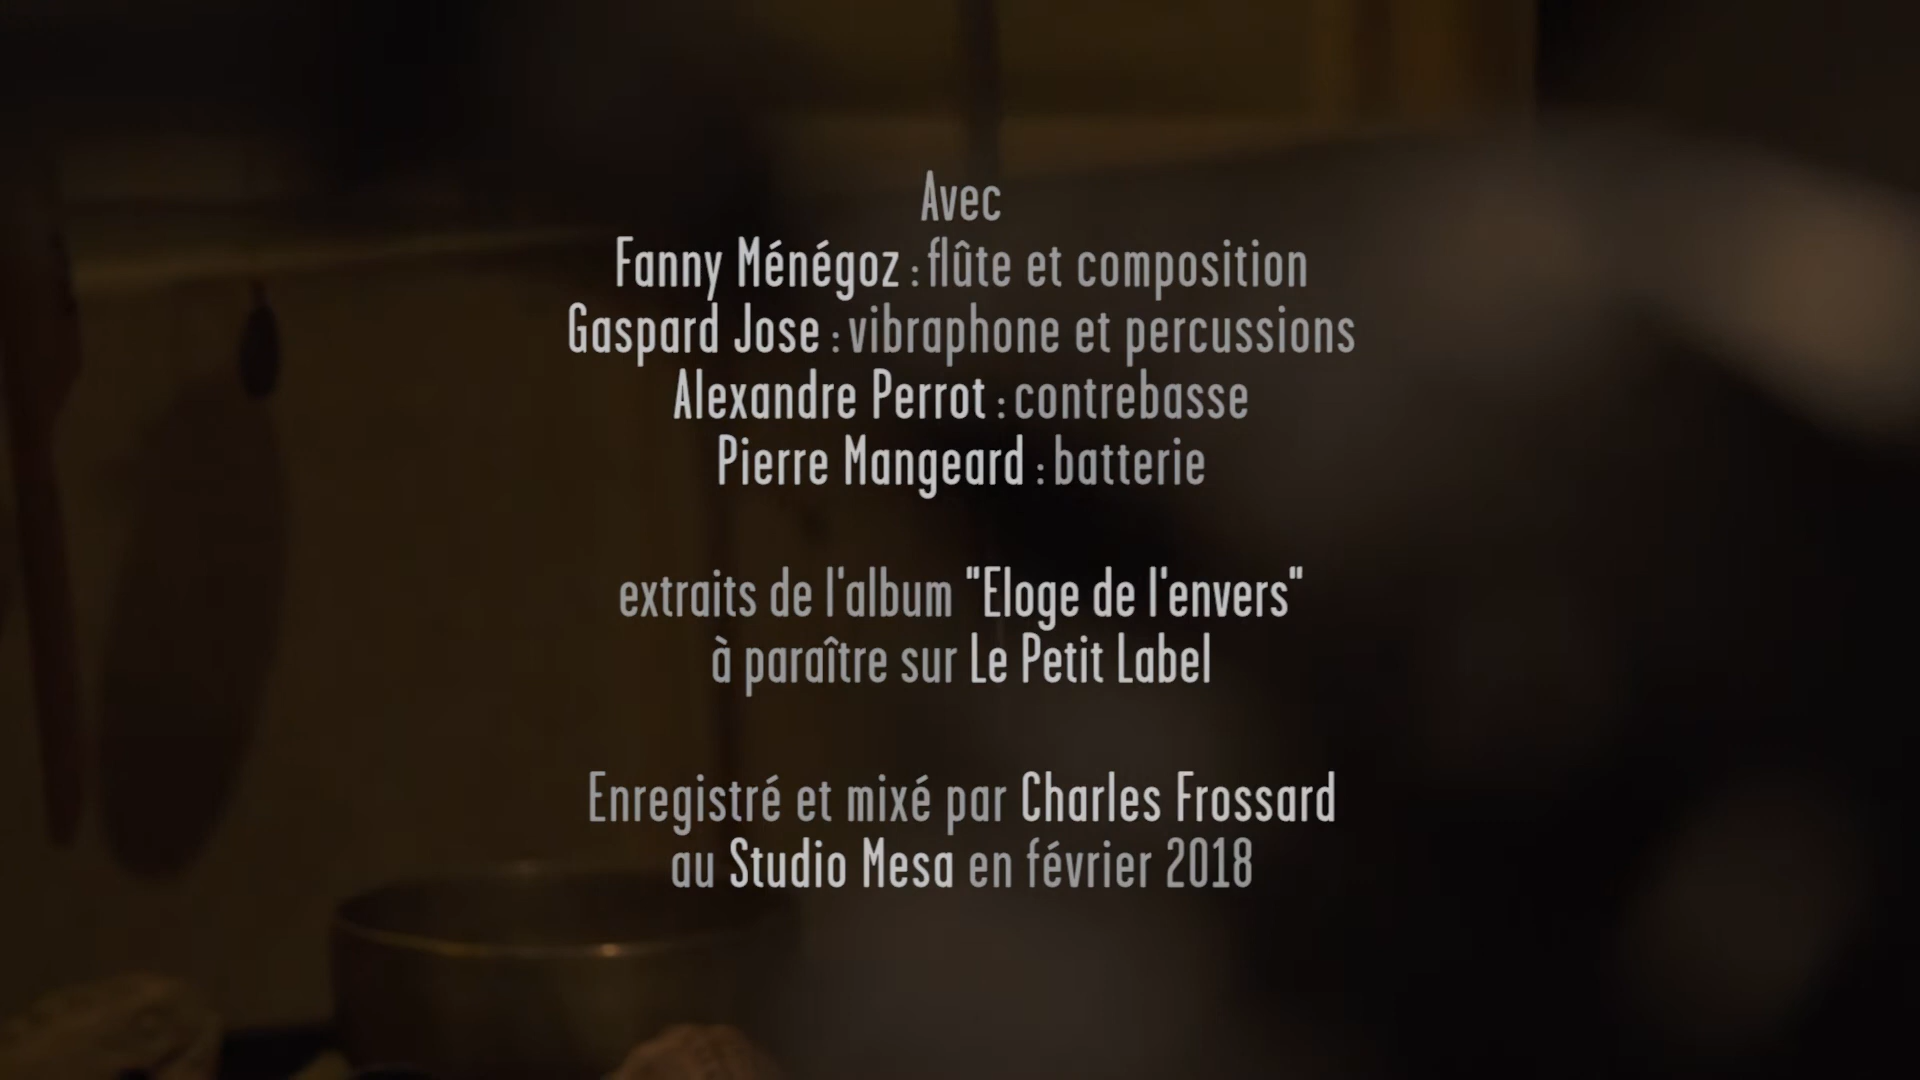 Avec
Fanny Ménégoz : flûte et composition
Gaspard Jose : vibraphone et percussions
Alexandre Perrot : contrebasse
Pierre Mangeard : batterie
extraits de l'album "Eloge de l'envers"
à paraître sur Le Petit Label
Enregistré et mixé par Charles Frossard
au Studio Mesa en février 2018